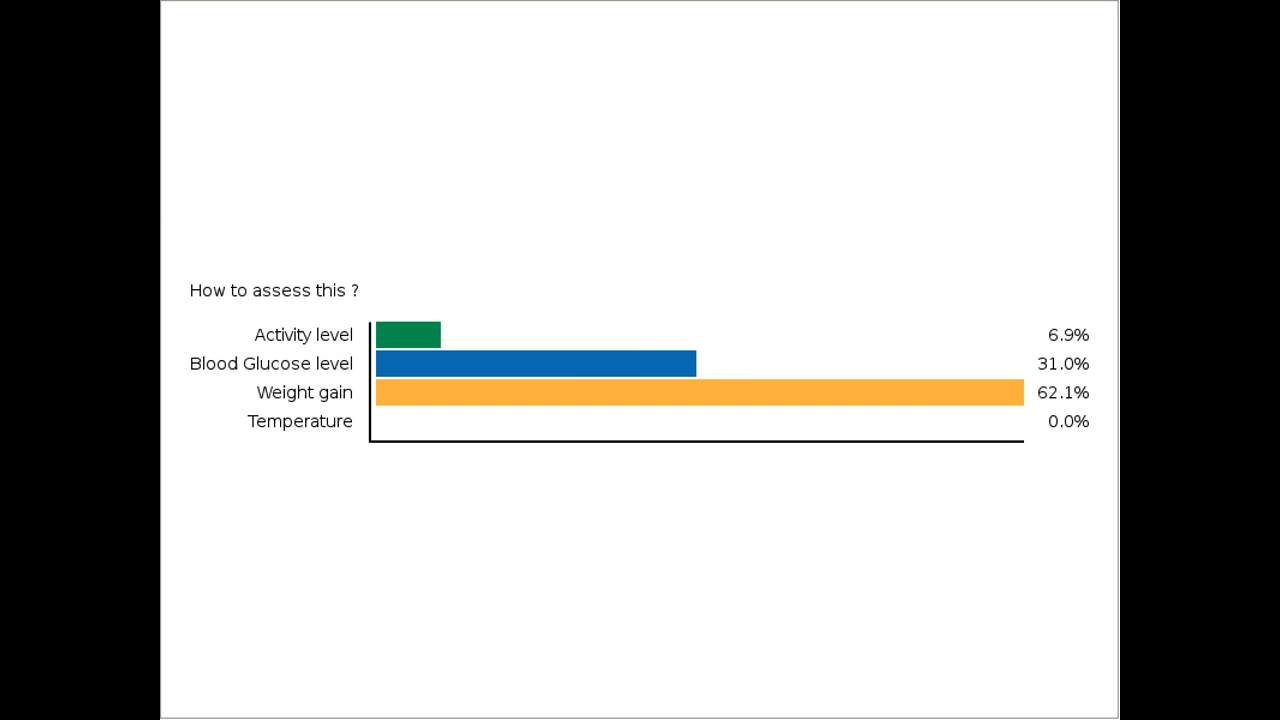 How to assess this ?
Activity level 6.9%
Blood Glucose level 31.0%
Weight gain 62.1%
Temperature 0.0%